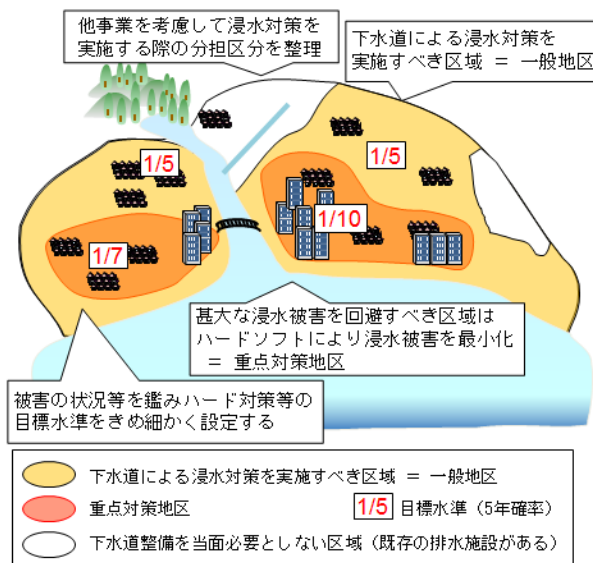 他事業を考慮して浸水対策を
実施する際の分担区分を整理
下水道による浸水対策を
実施すべき区域 = 一般地区
1/5
1/5
1/10
1/7
甚大な浸水被害を回避すべき区域は
ハードソフトにより浸水被害を最小化
= 重点対策地区
被害の状況等を鑑みハード対策等の
目標水準をきめ細かく設定する
下水道による浸水対策を実施すべき区域 = 一般地区
重点対策地区
1/5 目標水準（5年確率）
下水道整備を当面必要としない区域（既存の排水施設がある）